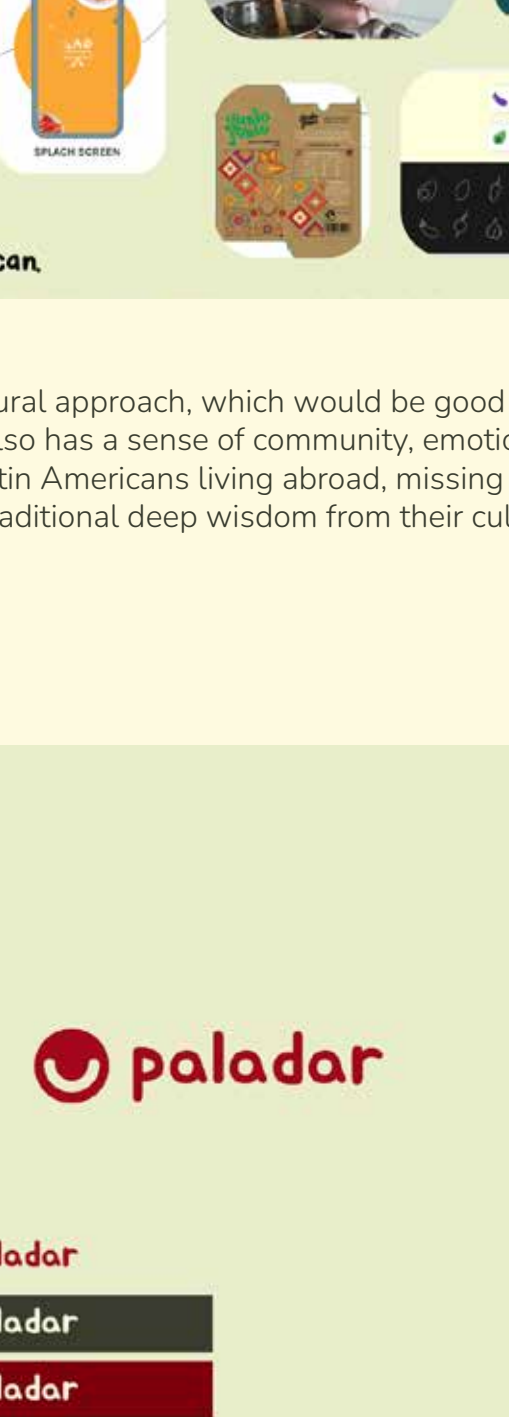 SPLACH SCREEN
can,
ural approach, which would be good
lso has a sense of community, emotic
tin Americans living abroad, missing
aditional deep wisdom from their cul
paladar
ladar
ladar
ladar